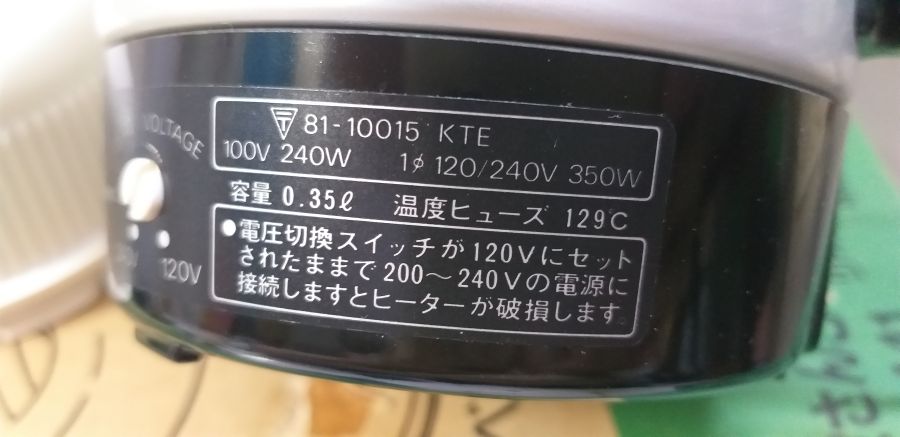 VOLTAGE
120V
〒 81-10015 KTE
100V 240W 1φ 120/240V 350W
容量 0.35ℓ 温度ヒューズ 129℃
●電圧切換スイッチが120Vにセット
されたままで 200~240Vの電源に
接続しますとヒーターが破損します。
さんこ